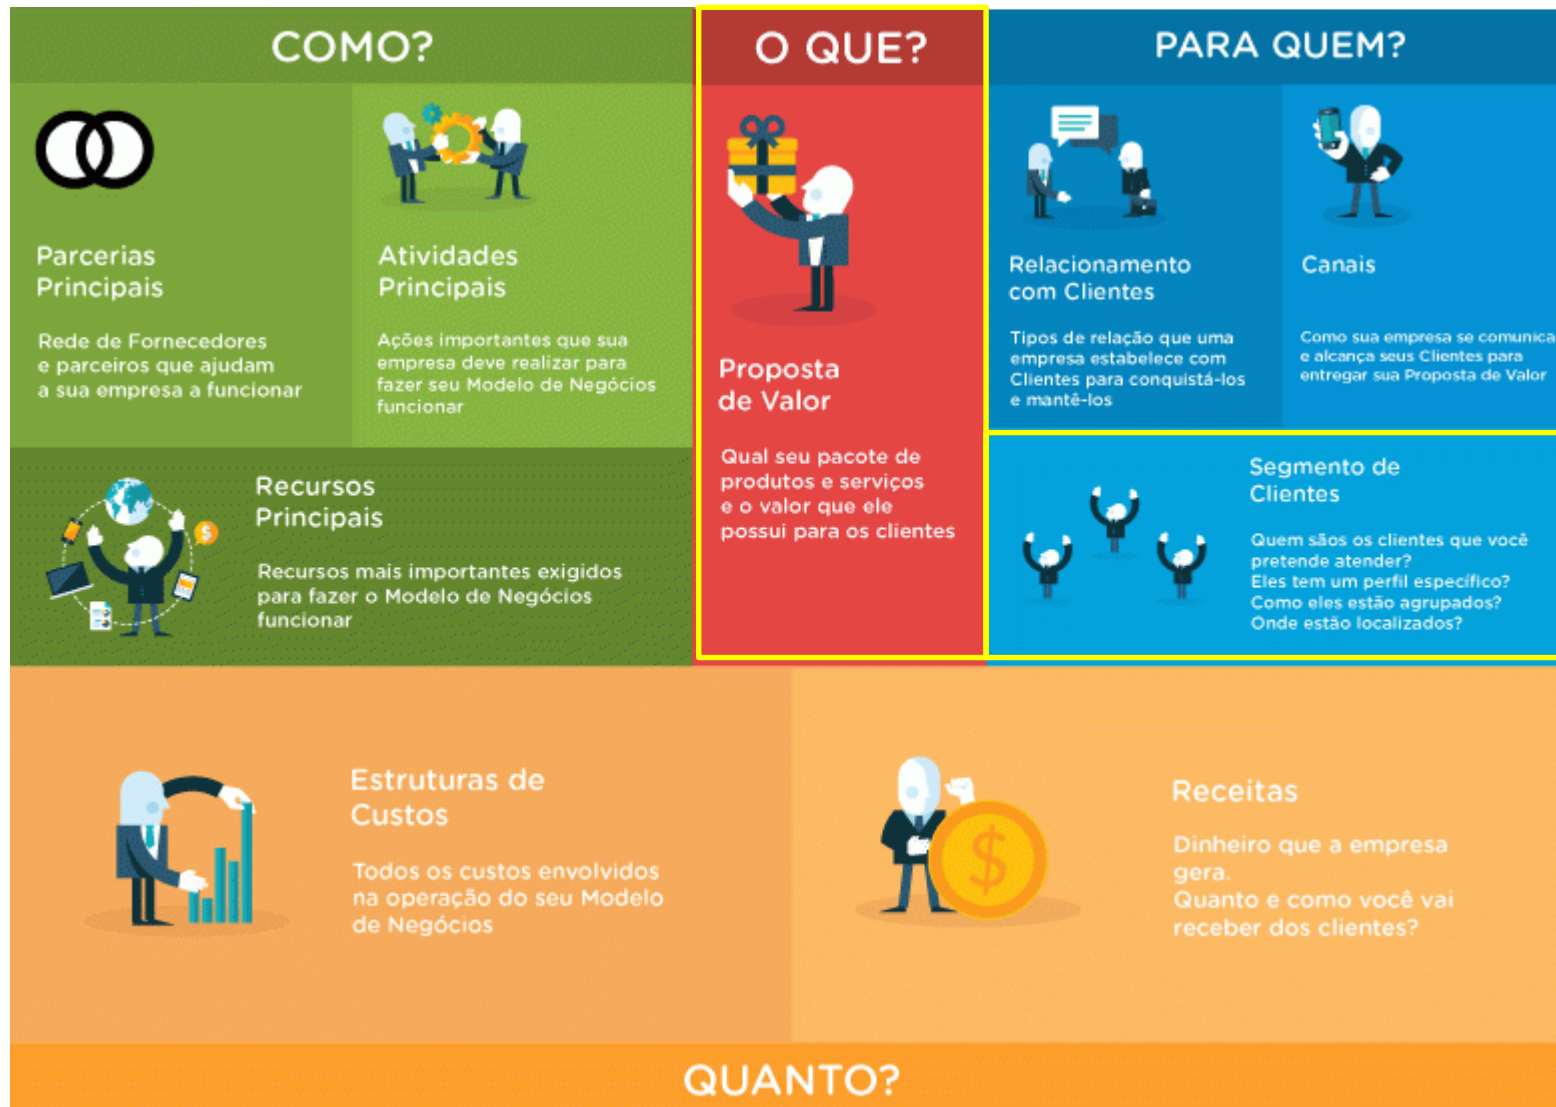 COMO?
Parcerias
Principais
Rede de Fornecedores
e parceiros que ajudam
a sua empresa a funcionar
Atividades
Principais
Ações importantes que sua
empresa deve realizar para
fazer seu Modelo de Negócios
funcionar
Recursos
Principais
Recursos mais importantes exigidos
para fazer o Modelo de Negócios
funcionar
O QUE?
Proposta
de Valor
Qual seu pacote de
produtos e serviços
e o valor que ele
possui para os clientes
PARA QUEM?
Relacionamento
com Clientes
Tipos de relação que uma
empresa estabelece com
Clientes para conquistá-los
e mantê-los
Canais
Como sua empresa se comunica
e alcança seus Clientes para
entregar sua Proposta de Valor
Segmento de
Clientes
Quem sãos os clientes que você
pretende atender?
Eles tem um perfil específico?
Como eles estão agrupados?
Onde estão localizados?
Estruturas de
Custos
Todos os custos envolvidos
na operação do seu Modelo
de Negócios
Receitas
Dinheiro que a empresa
gera.
Quanto e como você vai
receber dos clientes?
$
$
QUANTO?